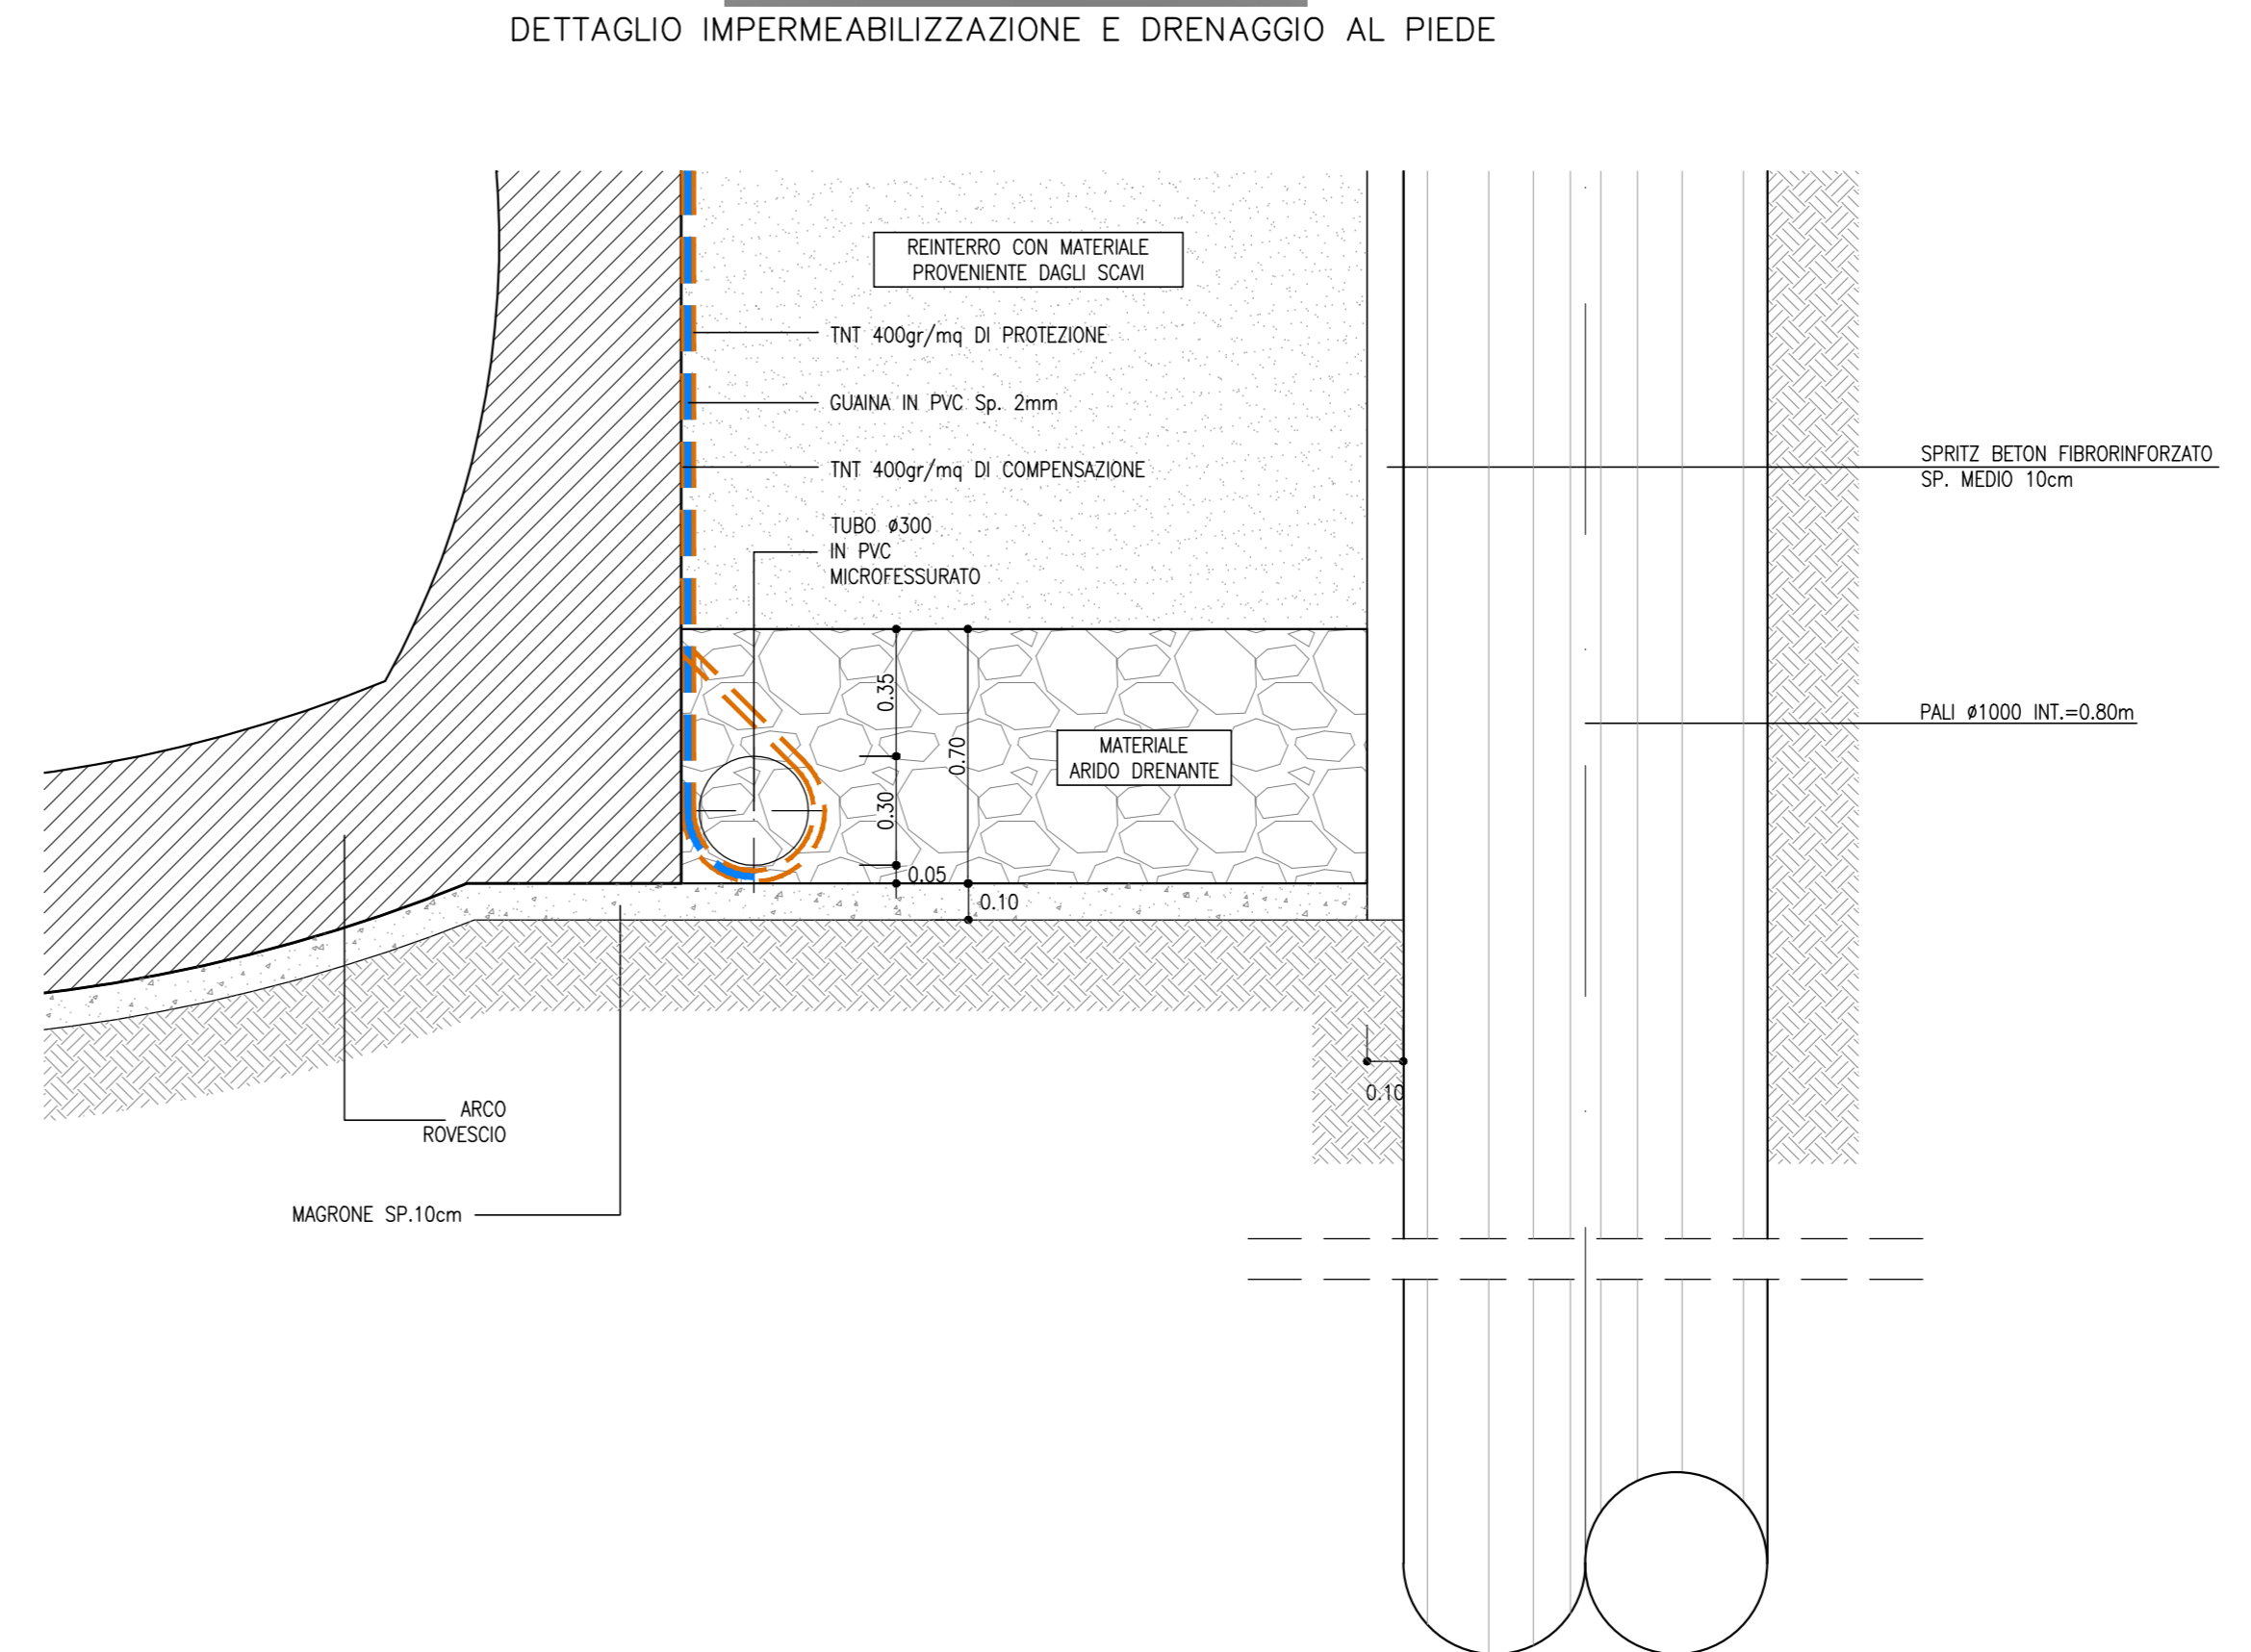 DETTAGLIO IMPERMEABILIZZAZIONE E DRENAGGIO AL PIEDE
REINTERRO CON MATERIALE
PROVENIENTE DAGLI SCAVI
TNT 400gr/mq DI PROTEZIONE
GUAINA IN PVC Sp. 2mm
TNT 400gr/mq DI COMPENSAZIONE
TUBO ø300
IN PVC
MICROFESSURATO
SPRITZ BETON FIBRORINFORZATO
SP. MEDIO 10cm
0.35
0.70
0.30
0.05
0.10
MATERIALE
ARIDO DRENANTE
PALI ø1000 INT.=0.80m
0.10
ARCO
ROVESCIO
MAGRONE SP.10cm